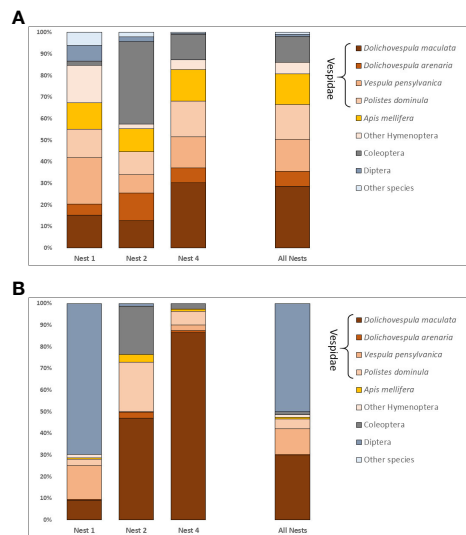 A
100%
90%
80%
70%
60%
50%
40%
30%
20%
10%
0%
Nest 1
Nest 2
Nest 4
All Nests
Vespidae
Dolichovespula maculata
Dolichovespula arenaria
Vespula pensylvanica
Polistes dominula
Apis mellifera
Other Hymenoptera
Coleoptera
Diptera
Other species
B
100%
90%
80%
70%
60%
50%
40%
30%
20%
10%
0%
Nest 1
Nest 2
Nest 4
All Nests
Vespidae
Dolichovespula maculata
Dolichovespula arenaria
Vespula pensylvanica
Polistes dominula
Apis mellifera
Other Hymenoptera
Coleoptera
Diptera
Other species